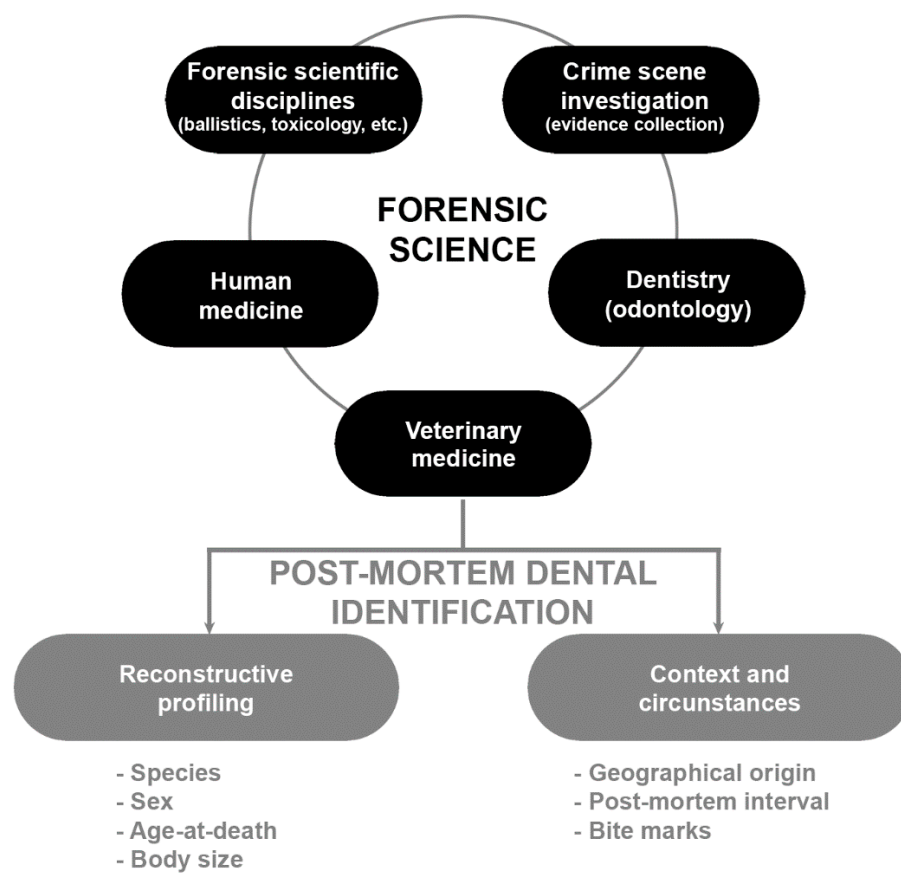 Forensic scientific
disciplines
(ballistics, toxicology, etc.)
Crime scene
investigation
(evidence collection)
FORENSIC
SCIENCE
Human
medicine
Dentistry
(odontology)
Veterinary
medicine
POST-MORTEM DENTAL
IDENTIFICATION
Reconstructive
profiling
Context and
circunstances
- Species
- Sex
- Age-at-death
- Body size
- Geographical origin
- Post-mortem interval
- Bite marks